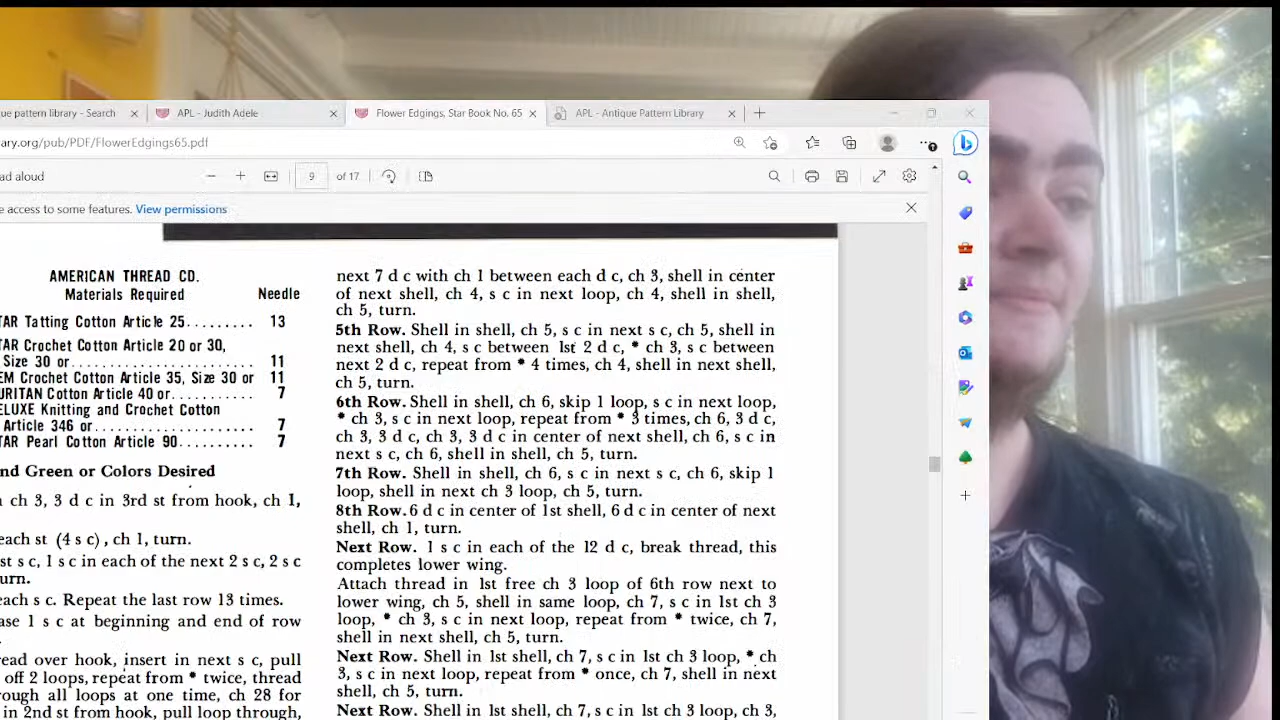 ue pattern library - Search
APL - Judith Adele
Flower Edgings, Star Book No. 65
APL - Antique Pattern Library
ary.org/pub/PDF/FlowerEdgings65.pdf
ad aloud
9 of 17
e access to some features. View permissions
AMERICAN THREAD CO.
Materials Required Needle
TAR Tatting Cotton Article 25......... 13
TAR Crochet Cotton Article 20 or 30,
Size 30 or......................... 11
EM Crochet Cotton Article 35, Size 30 or 11
URITAN Cotton Article 40 or........... 7
ELUXE Knitting and Crochet Cotton
Article 346 or...................... 7
TAR Pearl Cotton Article 90........... 7
nd Green or Colors Desired
n ch 3, 3 d c in 3rd st from hook, ch 1,
each st (4 s c), ch 1, turn.
st s c, 1 s c in each of the next 2 s c, 2 s c
urn.
each s c. Repeat the last row 13 times.
ase 1 s c at beginning and end of row
read over hook, insert in next s c, pull
off 2 loops, repeat from * twice, thread
rough all loops at one time, ch 28 for
in 2nd st from hook, pull loop through,
next 7 d c with ch 1 between each d c, ch 3, shell in center
of next shell, ch 4, s c in next loop, ch 4, shell in shell,
ch 5, turn.
5th Row. Shell in shell, ch 5, s c in next s c, ch 5, shell in
next shell, ch 4, s c between 1st 2 d c, * ch 3, s c between
next 2 d c, repeat from * 4 times, ch 4, shell in next shell,
ch 5, turn.
6th Row. Shell in shell, ch 6, skip 1 loop, s c in next loop,
* ch 3, s c in next loop, repeat from * 3 times, ch 6, 3 d c,
ch 3, 3 d c, ch 3, 3 d c in center of next shell, ch 6, s c in
next s c, ch 6, shell in shell, ch 5, turn.
7th Row. Shell in shell, ch 6, s c in next s c, ch 6, skip 1
loop, shell in next ch 3 loop, ch 5, turn.
8th Row. 6 d c in center of 1st shell, 6 d c in center of next
shell, ch 1, turn.
Next Row. 1 s c in each of the 12 d c, break thread, this
completes lower wing.
Attach thread in 1st free ch 3 loop of 6th row next to
lower wing, ch 5, shell in same loop, ch 7, s c in 1st ch 3
loop, * ch 3, s c in next loop, repeat from * twice, ch 7,
shell in next shell, ch 5, turn.
Next Row. Shell in 1st shell, ch 7, s c in 1st ch 3 loop, * ch
3, s c in next loop, repeat from * once, ch 7, shell in next
shell, ch 5, turn.
Next Row. Shell in 1st shell, ch 7, s c in 1st ch 3 loop, ch 3,